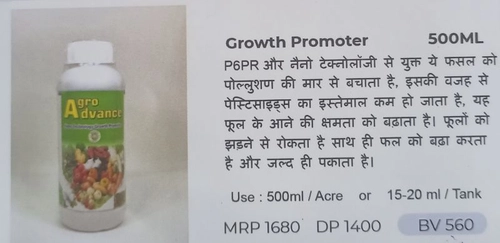 Growth Promoter 500ML
P6PR और नैनो टेक्नोलॉजी से युक्त ये फसल को
पोल्लुशण की मार से बचाता है, इसकी वजह से
पेस्टिसाइड्स का इस्तेमाल कम हो जाता है, यह
फूल के आने की क्षमता को बढाता है। फूलों को
झडने से रोकता है साथ ही फल को बढा करता
है और जल्द ही पकाता है।
Use : 500ml / Acre or 15-20 ml / Tank
MRP 1680 DP 1400 BV 560
Agro
Advance